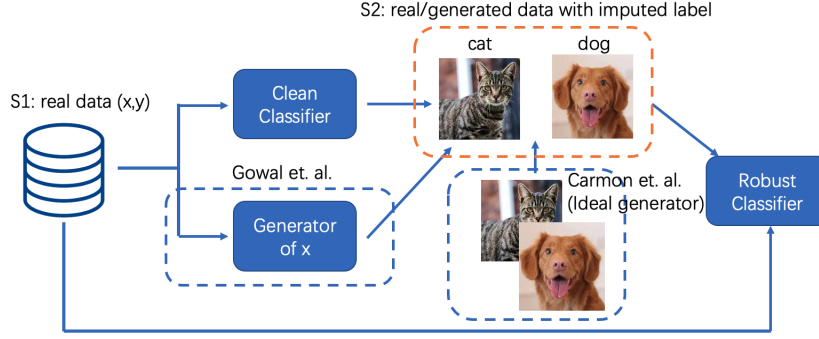 S2: real/generated data with imputed label
cat
dog
S1: real data (x,y)
Clean
Classifier
Gowal et. al.
Generator
of x
Carmon et. al.
(Ideal generator)
Robust
Classifier